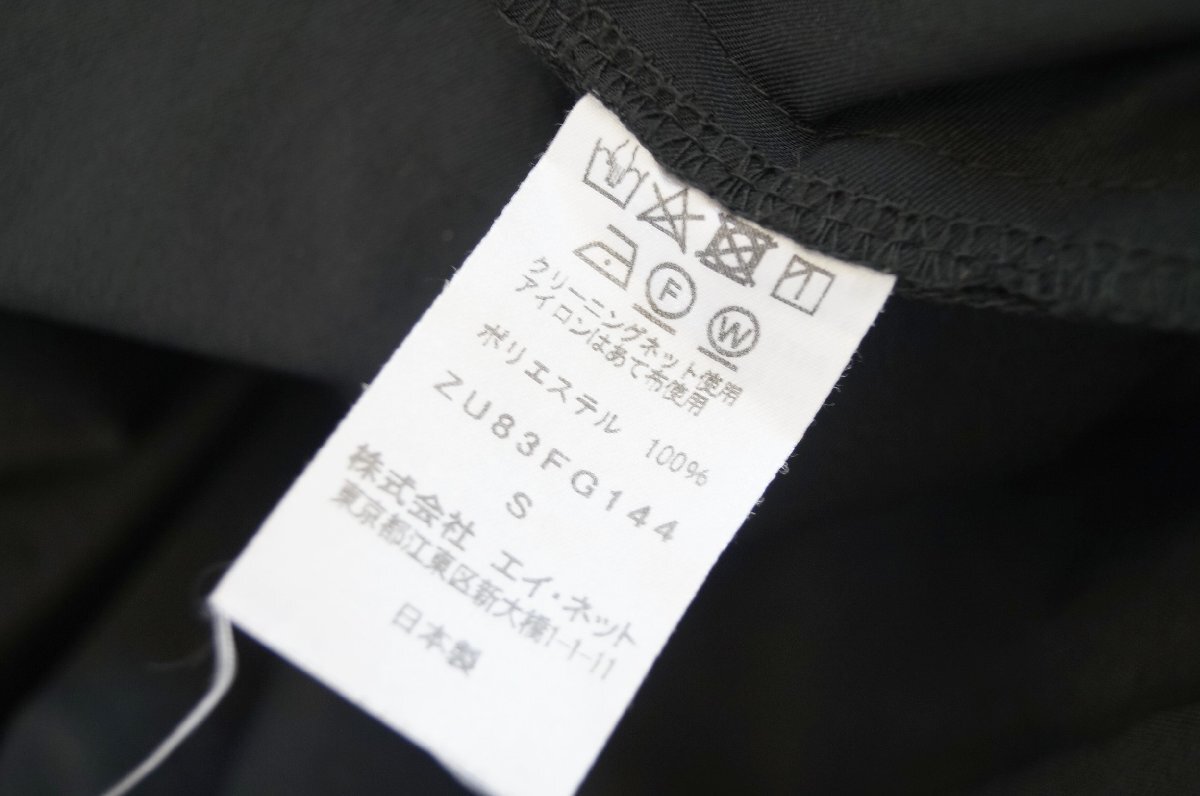 F W
クリーニングネット使用
アイロンはあて布使用
ポリエステル 100%
ZU83FG144
S
株式会社 エイ・ネット
東京都江東区新大橋1-1-11
日本製